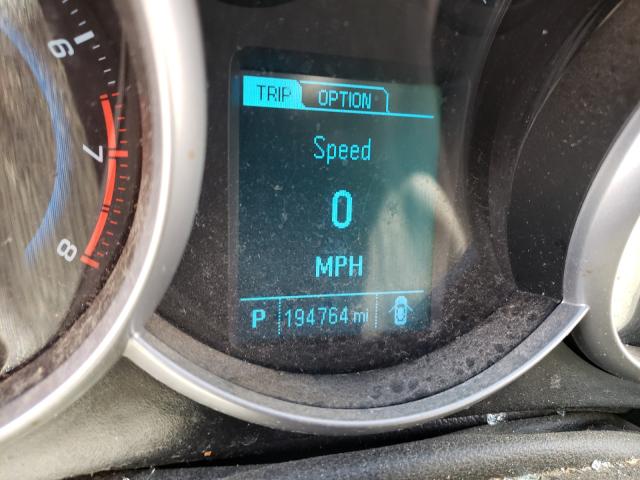 6
7
8
TRIP OPTION
Speed
0
MPH
P 194764 mi